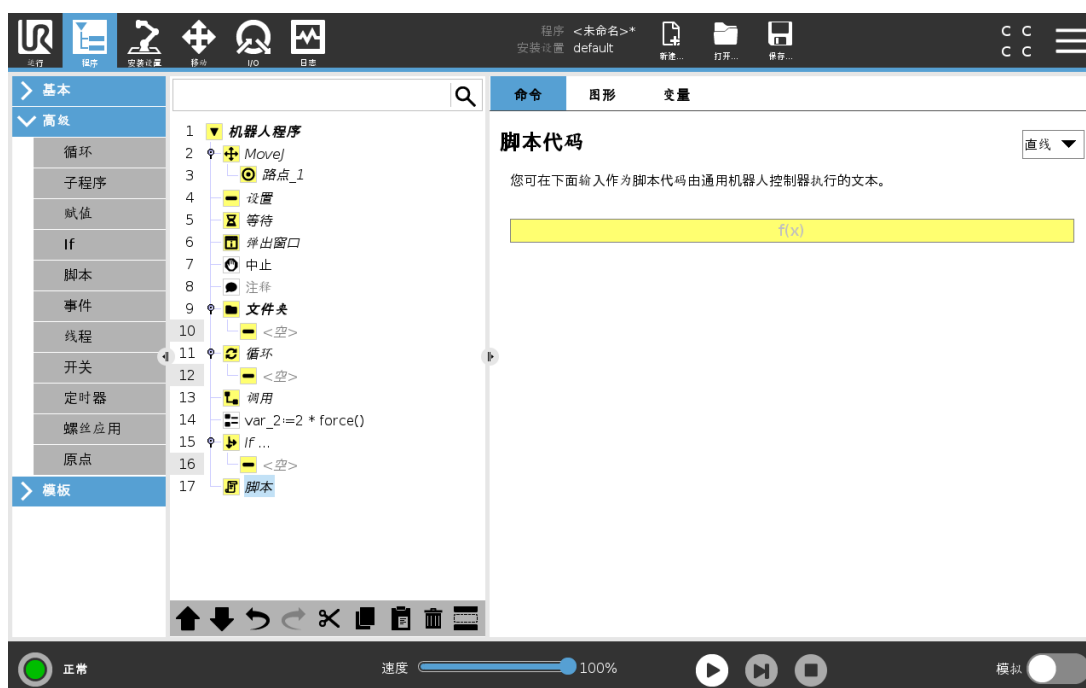 UR
运行
程序
安装设置
移动
I/O
日志
程序 <未命名>*
安装设置 default
新建...
打开...
保存...
C C
C C
基本
高级
循环
子程序
赋值
If
脚本
事件
线程
开关
定时器
螺丝应用
原点
模板
1 机器人程序
2 MoveJ
3 路点_1
4 设置
5 等待
6 弹出窗口
7 中止
8 注释
9 文件夹
10 <空>
11 循环
12 <空>
13 调用
14 var_2:=2 * force()
15 If ...
16 <空>
17 脚本
命令 图形 变量
脚本代码
直线
您可在下面输入作为脚本代码由通用机器人控制器执行的文本。
f(x)
正常
速度 100%
模拟